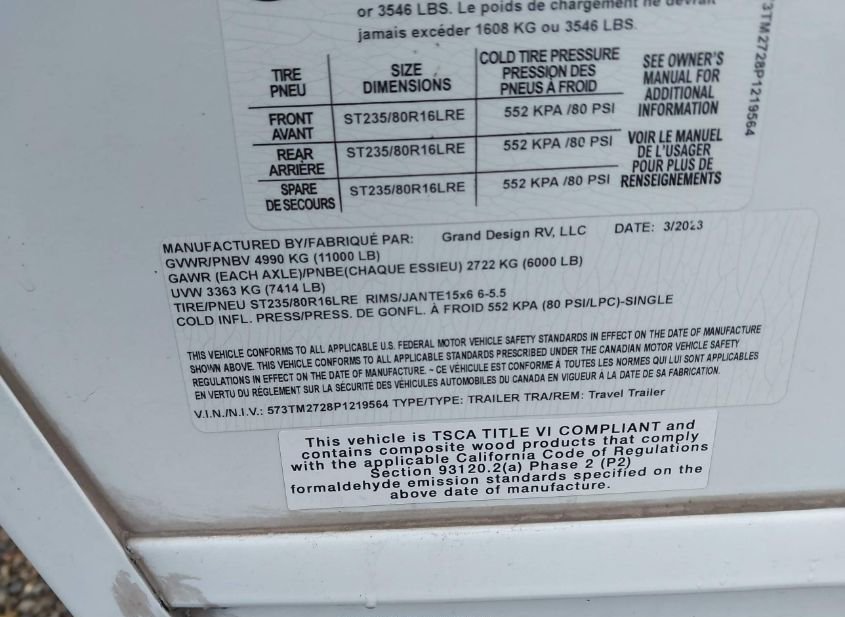 or 3546 LBS. Le poids de chargement ne devrait
jamais excéder 1608 KG ou 3546 LBS.
TIRE
PNEU
SIZE
DIMENSIONS
COLD TIRE PRESSURE
PRESSION DES
PNEUS À FROID
SEE OWNER'S
MANUAL FOR
ADDITIONAL
INFORMATION
FRONT
AVANT
ST235/80R16LRE
552 KPA /80 PSI
REAR
ARRIÈRE
ST235/80R16LRE
552 KPA /80 PSI
VOIR LE MANUEL
DE L'USAGER
POUR PLUS DE
RENSEIGNEMENTS
SPARE
DE SECOURS
ST235/80R16LRE
552 KPA /80 PSI
73TM2728P1219564
MANUFACTURED BY/FABRIQUÉ PAR: Grand Design RV, LLC DATE: 3/2023
GVWR/PNBV 4990 KG (11000 LB)
GAWR (EACH AXLE)/PNBE(CHAQUE ESSIEU) 2722 KG (6000 LB)
UVW 3363 KG (7414 LB)
TIRE/PNEU ST235/80R16LRE RIMS/JANTE15x6 6-5.5
COLD INFL. PRESS/PRESS. DE GONFL. À FROID 552 KPA (80 PSI/LPC)-SINGLE
THIS VEHICLE CONFORMS TO ALL APPLICABLE U.S. FEDERAL MOTOR VEHICLE SAFETY STANDARDS IN EFFECT ON THE DATE OF MANUFACTURE
SHOWN ABOVE. THIS VEHICLE CONFORMS TO ALL APPLICABLE STANDARDS PRESCRIBED UNDER THE CANADIAN MOTOR VEHICLE SAFETY
REGULATIONS IN EFFECT ON THE DATE OF MANUFACTURE. ~ CE VÉHICULE EST CONFORME À TOUTES LES NORMES QUI LUI SONT APPLICABLES
EN VERTU DU RÈGLEMENT SUR LA SÉCURITÉ DES VÉHICULES AUTOMOBILES DU CANADA EN VIGUEUR À LA DATE DE SA FABRICATION.
V.I.N./N.I.V.: 573TM2728P1219564 TYPE/TYPE: TRAILER TRA/REM: Travel Trailer
This vehicle is TSCA TITLE VI COMPLIANT and
contains composite wood products that comply
with the applicable California Code of Regulations
Section 93120.2(a) Phase 2 (P2)
formaldehyde emission standards specified on the
above date of manufacture.